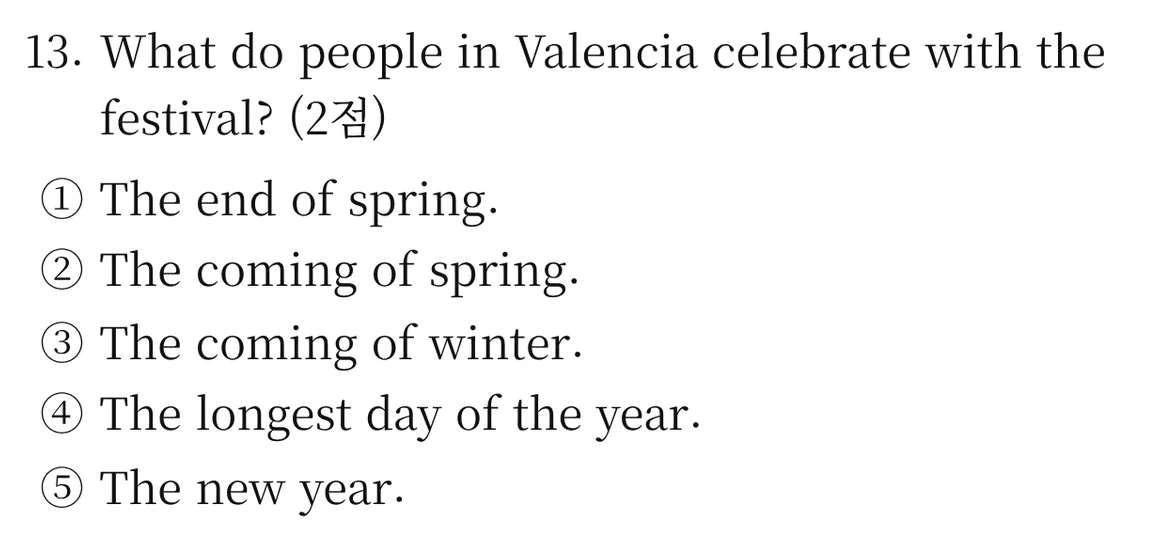 13. What do people in Valencia celebrate with the
festival? (2점)
① The end of spring.
② The coming of spring.
③ The coming of winter.
④ The longest day of the year.
⑤ The new year.